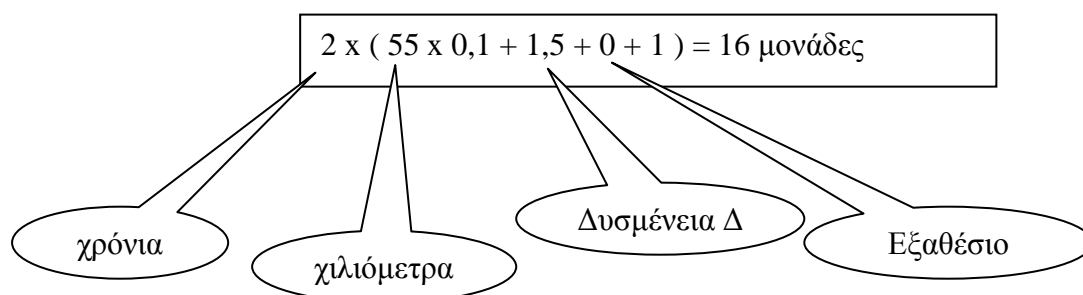 2 x ( 55 x 0,1 + 1,5 + 0 + 1 ) = 16 μονάδες
χρόνια
χιλιόμετρα
Δυσμένεια Δ
Εξαθέσιο